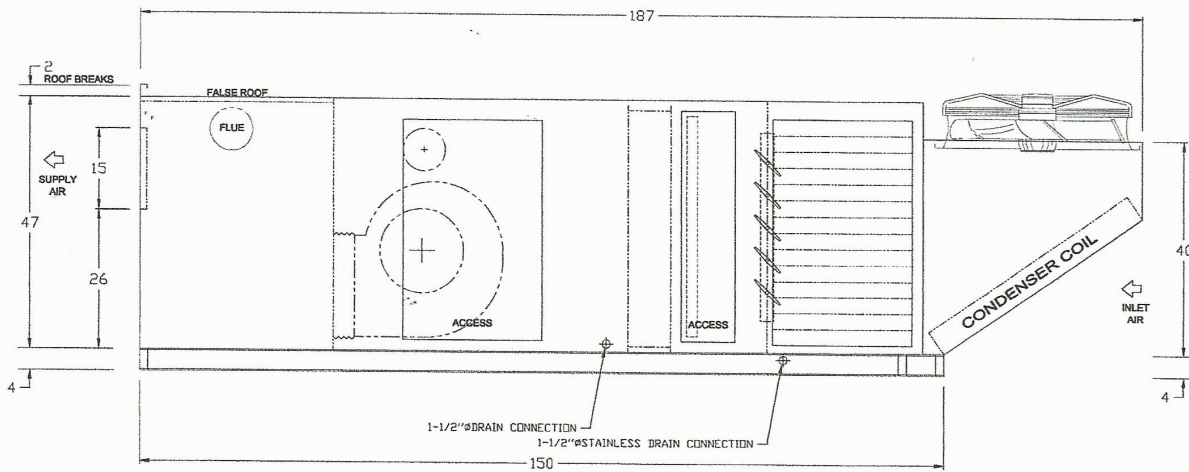 187
2
ROOF BREAKS
FALSE ROOF
FLUE
SUPPLY
AIR
15
47
26
40
CONDENSER COIL
INLET
AIR
ACCESS
ACCESS
4
4
1-1/2"øDRAIN CONNECTION
1-1/2"øSTAINLESS DRAIN CONNECTION
150